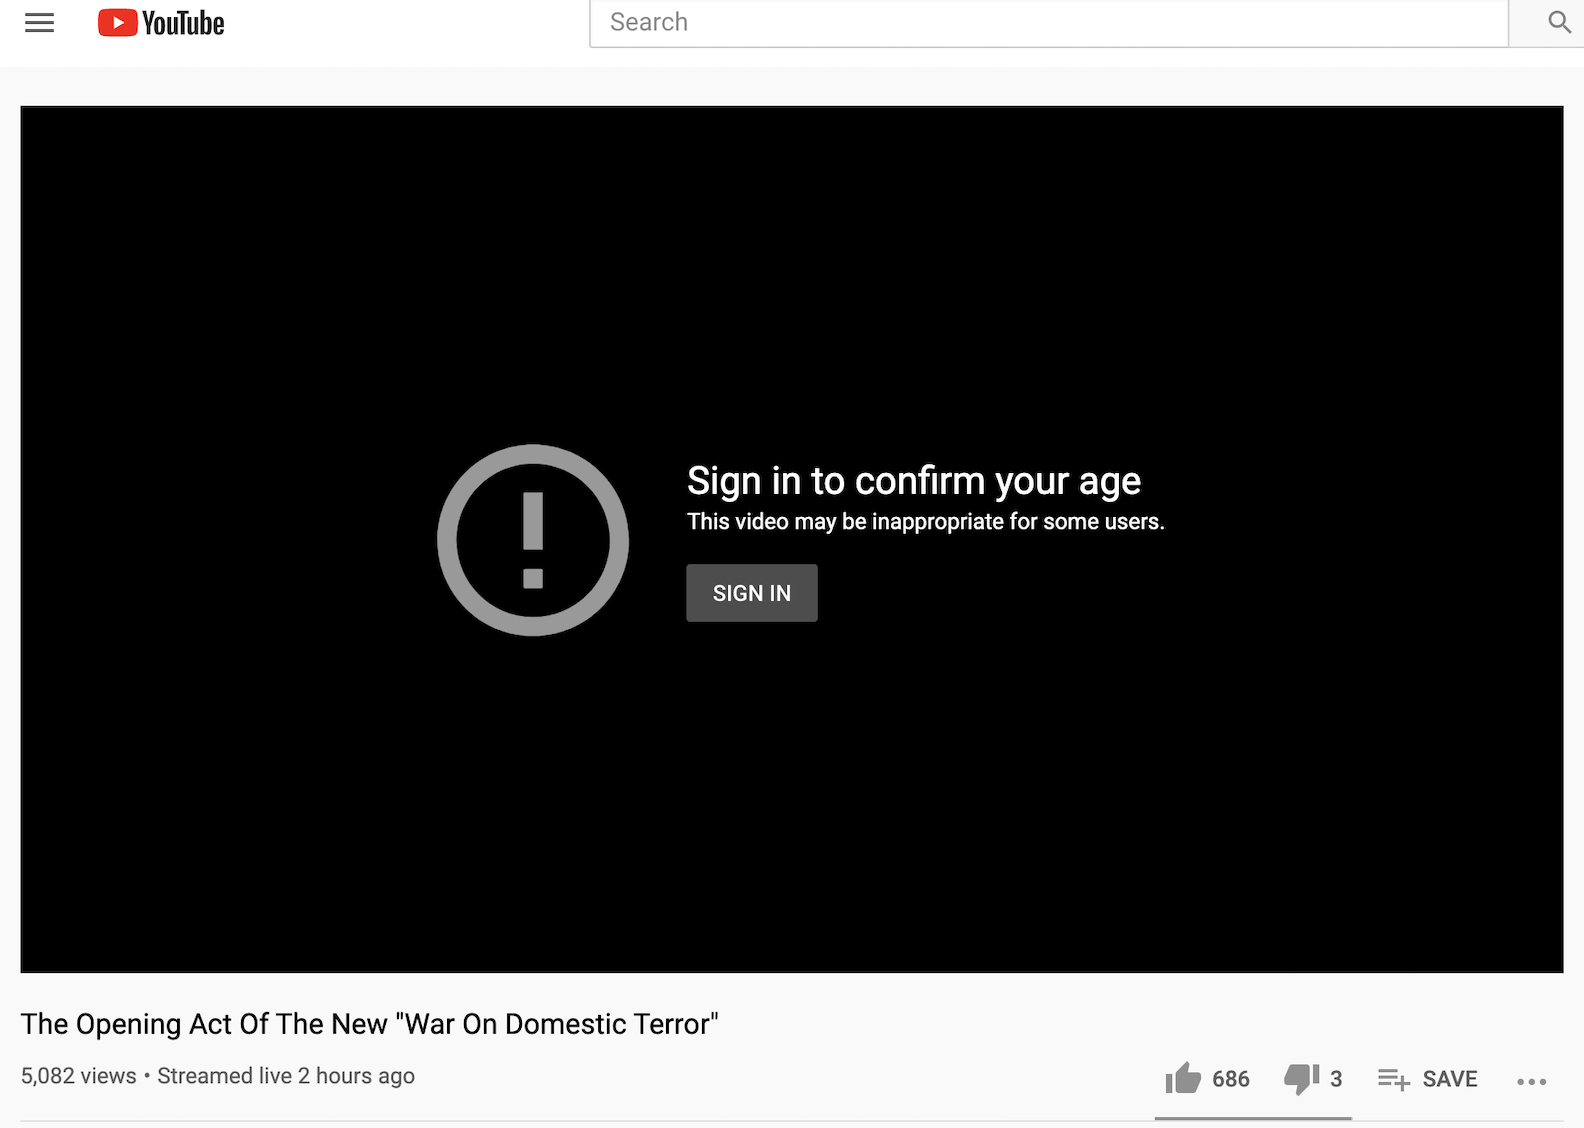 YouTube
Search
Sign in to confirm your age
This video may be inappropriate for some users.
SIGN IN
The Opening Act Of The New "War On Domestic Terror"
5,082 views • Streamed live 2 hours ago
686 3 SAVE